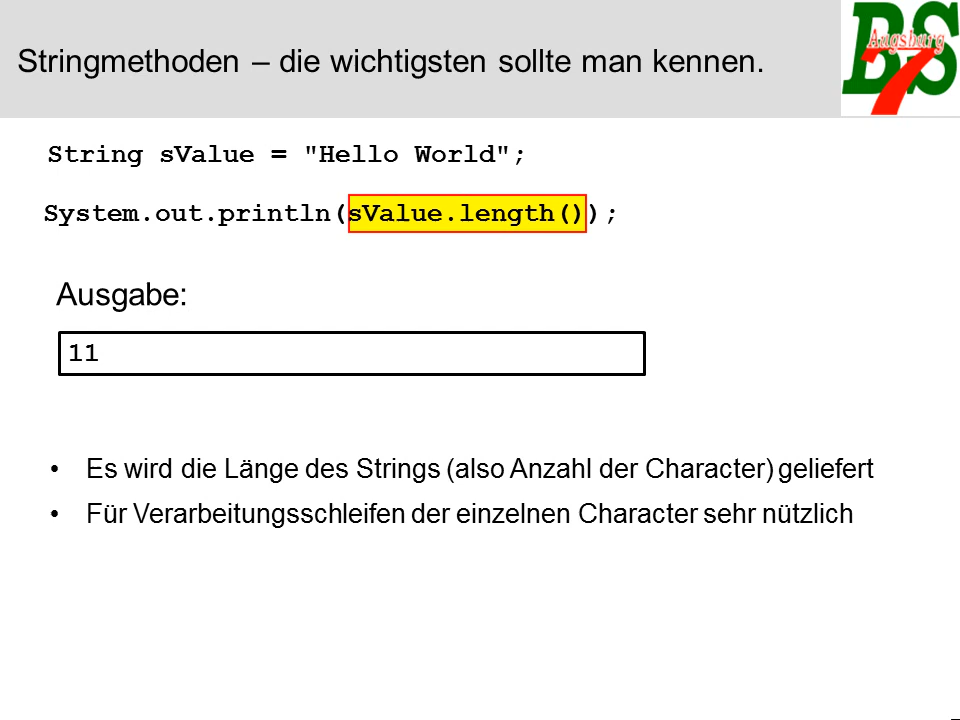 Stringmethoden – die wichtigsten sollte man kennen.
BS
Augsburg
7
String sValue = "Hello World";
System.out.println(sValue.length());
Ausgabe:
11
• Es wird die Länge des Strings (also Anzahl der Character) geliefert
• Für Verarbeitungsschleifen der einzelnen Character sehr nützlich